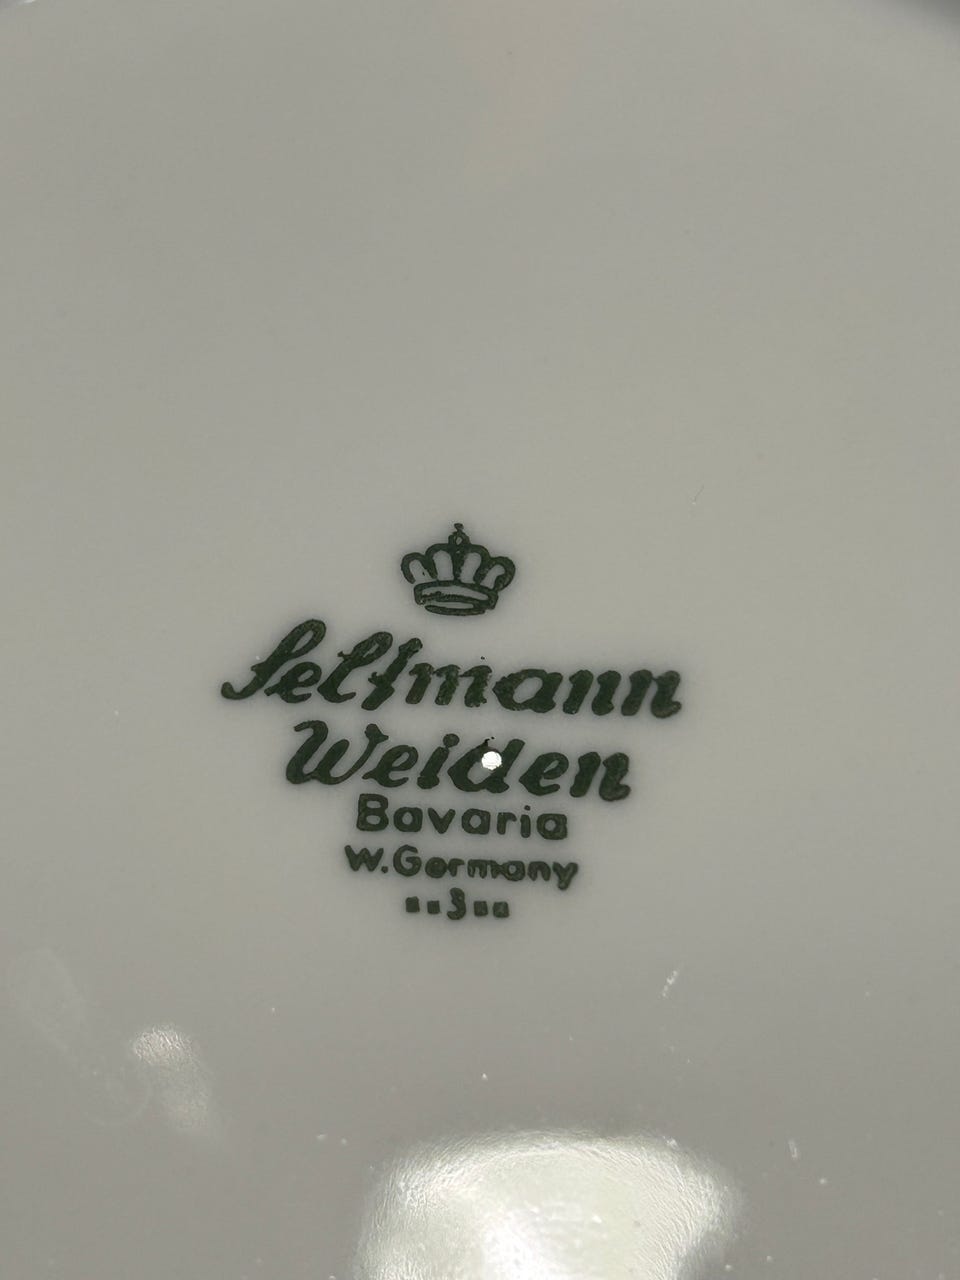 Seltmann
Weiden
Bavaria
W.Germany
▪▪3▪▪